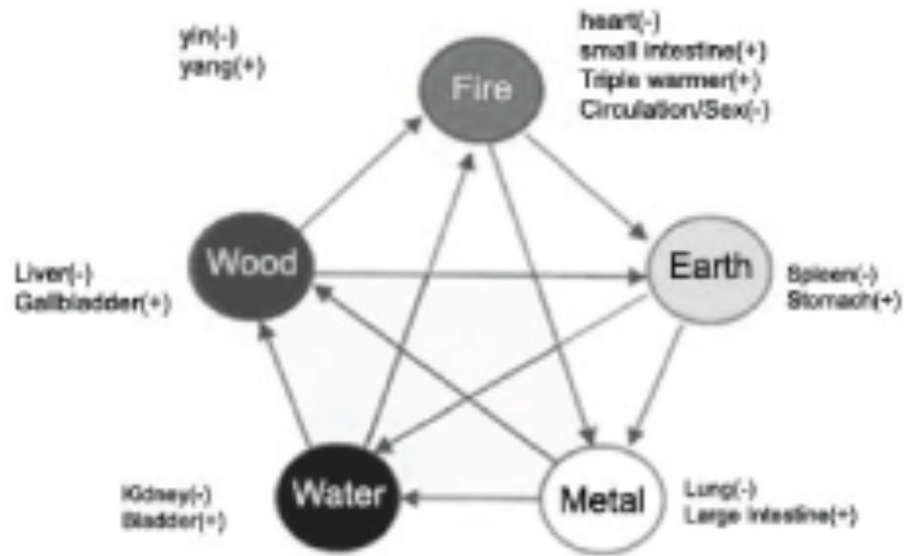 yin(-)
yang(+)
Fire
heart(-)
small intestine(+)
Triple warmer(+)
Circulation/Sex(-)
Wood
Liver(-)
Gallbladder(+)
Earth
Spleen(-)
Stomach(+)
Water
Kidney(-)
Bladder(+)
Metal
Lung(-)
Large intestine(+)